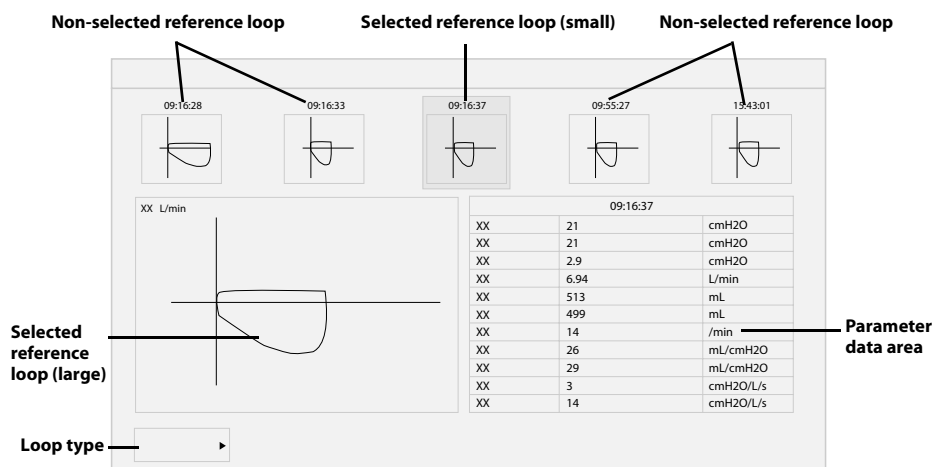 Non-selected reference loop
Selected reference loop (small)
Non-selected reference loop
09:16:28
09:16:33
09:16:37
09:55:27
15:43:01
XX L/min
09:16:37
XX 21 cmH2O
XX 21 cmH2O
XX 2.9 cmH2O
XX 6.94 L/min
XX 513 mL
XX 499 mL
XX 14 /min
XX 26 mL/cmH2O
XX 29 mL/cmH2O
XX 3 cmH2O/L/s
XX 14 cmH2O/L/s
Selected
reference
loop (large)
Parameter
data area
Loop type